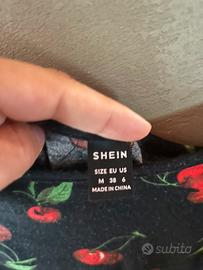 SHEIN
SIZE EU US
M 38 6
MADE IN CHINA
subito